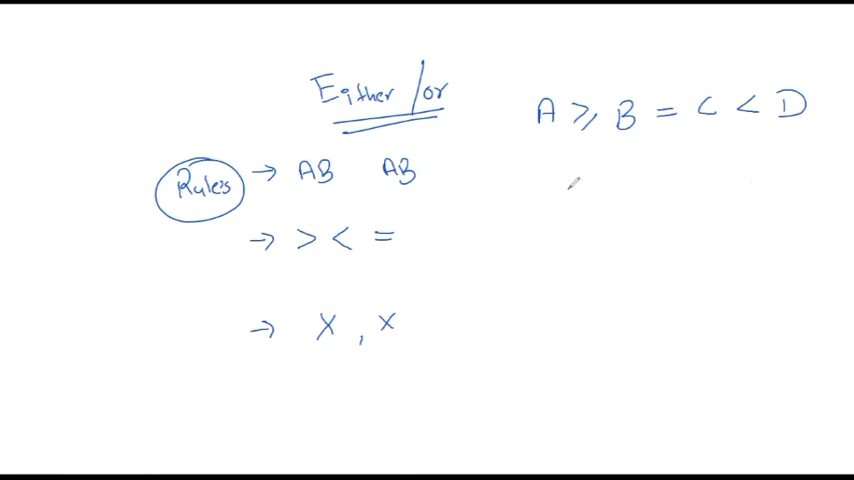 Either/or
A ⩾ B = C < D
Rules → AB AB
→ > < =
→ X , X